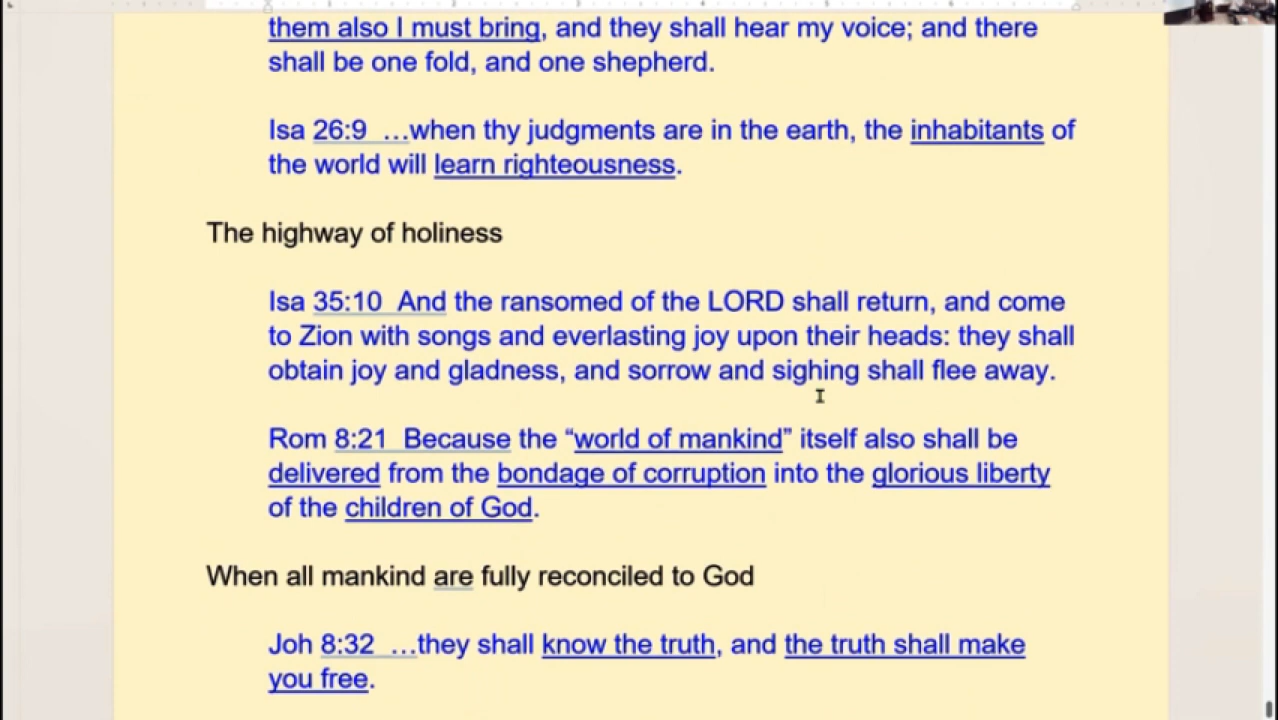 them also I must bring, and they shall hear my voice; and there
shall be one fold, and one shepherd.
Isa 26:9  …when thy judgments are in the earth, the inhabitants of
the world will learn righteousness.
The highway of holiness
Isa 35:10  And the ransomed of the LORD shall return, and come
to Zion with songs and everlasting joy upon their heads: they shall
obtain joy and gladness, and sorrow and sighing shall flee away.
Rom 8:21  Because the “world of mankind” itself also shall be
delivered from the bondage of corruption into the glorious liberty
of the children of God.
When all mankind are fully reconciled to God
Joh 8:32  …they shall know the truth, and the truth shall make
you free.